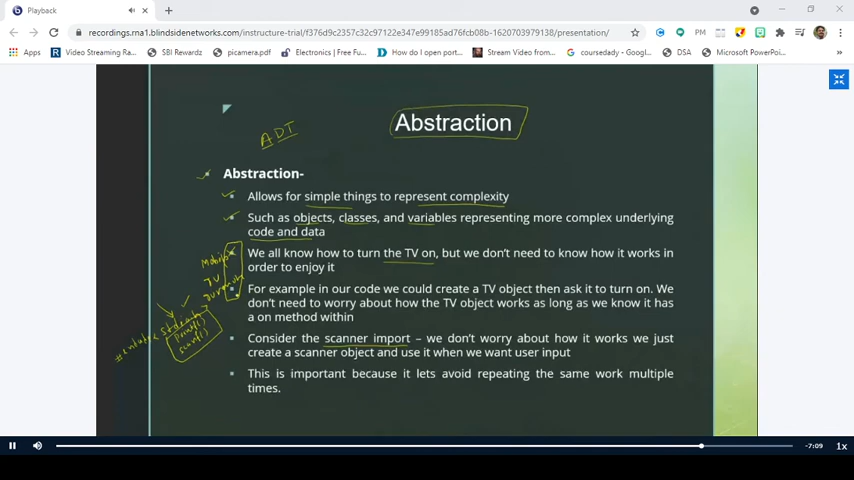 Playback
recordings.rna1.blindsidenetworks.com/instructure-trial/f376d9c2357c32c97122e347e99185ad76fcb08b-1620703979138/presentation/
Apps Video Streaming Ra... SBI Rewardz picamera.pdf Electronics | Free Fu... How do I open port... Stream Video from... coursedady - Googl... DSA Microsoft PowerPoi...
PM
ADT
Abstraction
Abstraction-
Allows for simple things to represent complexity
Such as objects, classes, and variables representing more complex underlying
code and data
We all know how to turn the TV on, but we don't need to know how it works in
order to enjoy it
Mobile
TV
For example in our code we could create a TV object then ask it to turn on. We
don't need to worry about how the TV object works as long as we know it has
a on method within
#include<stdio.h>
printf()
scanf()
Consider the scanner import – we don't worry about how it works we just
create a scanner object and use it when we want user input
This is important because it lets avoid repeating the same work multiple
times.
-7:09 1x